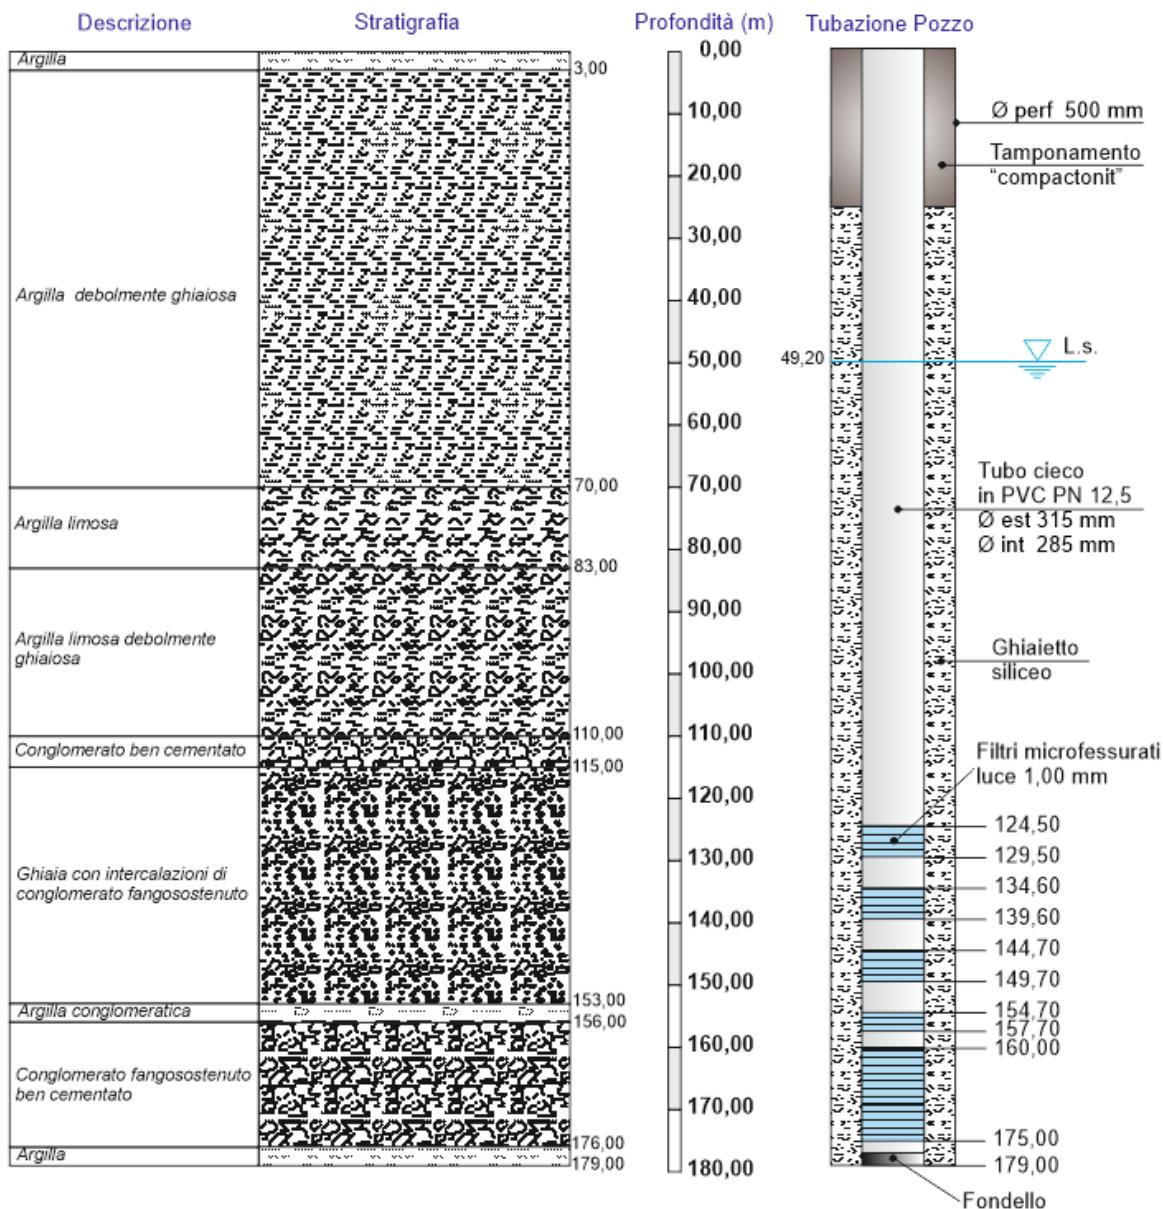 Descrizione
Stratigrafia
Profondità (m)
Tubazione Pozzo
Argilla
3,00
Argilla debolmente ghiaiosa
70,00
Argilla limosa
83,00
Argilla limosa debolmente
ghiaiosa
110,00
Conglomerato ben cementato
115,00
Ghiaia con intercalazioni di
conglomerato fangosostenuto
153,00
Argilla conglomeratica
156,00
Conglomerato fangosostenuto
ben cementato
176,00
Argilla
179,00
0,00
10,00
20,00
30,00
40,00
50,00
60,00
70,00
80,00
90,00
100,00
110,00
120,00
130,00
140,00
150,00
160,00
170,00
180,00
Ø perf 500 mm
Tamponamento
"compactonit"
49,20
L.s.
Tubo cieco
in PVC PN 12,5
Ø est 315 mm
Ø int 285 mm
Ghiaietto
siliceo
Filtri microfessurati
luce 1,00 mm
124,50
129,50
134,60
139,60
144,70
149,70
154,70
157,70
160,00
175,00
179,00
Fondello